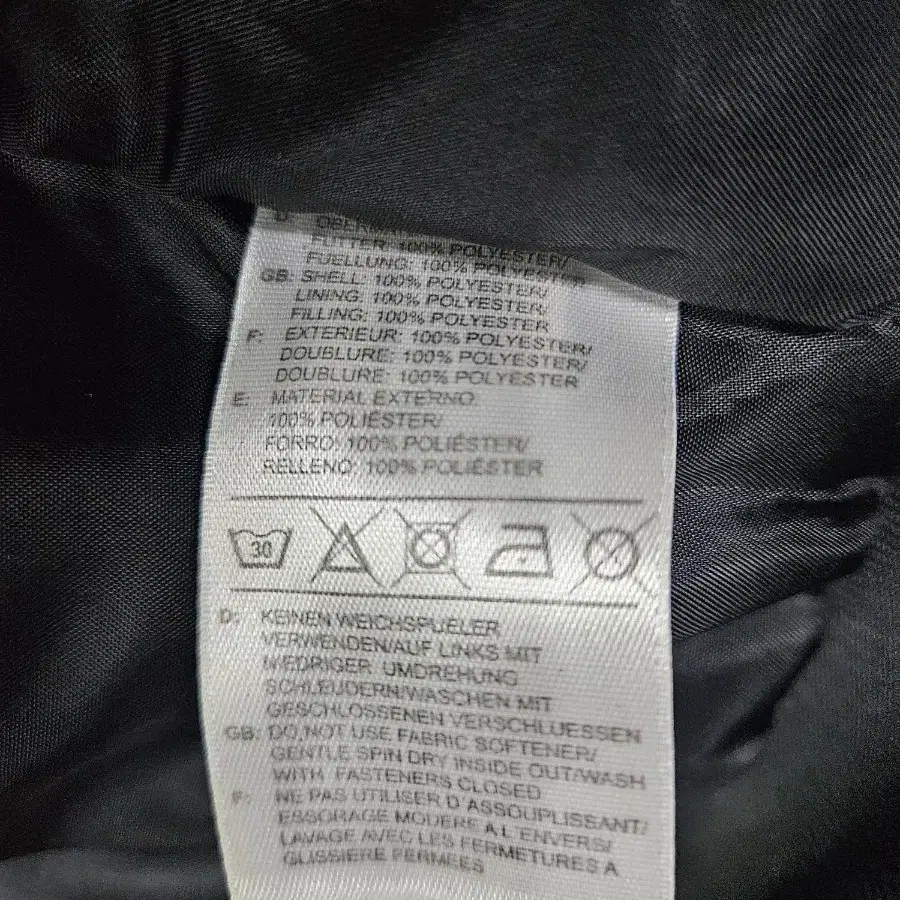 FUTTER: 100% POLYESTER/
FUELLUNG: 100% POLYESTER
GB: SHELL: 100% POLYESTER/
LINING: 100% POLYESTER/
FILLING: 100% POLYESTER
F: EXTERIEUR: 100% POLYESTER/
DOUBLURE: 100% POLYESTER/
DOUBLURE: 100% POLYESTER
E: MATERIAL EXTERNO:
100% POLIÉSTER/
FORRO: 100% POLIÉSTER/
RELLENO: 100% POLIÉSTER
30
D: KEINEN WEICHSPUELER
VERWENDEN/AUF LINKS MIT
NIEDRIGER UMDREHUNG
SCHLEUDERN/WASCHEN MIT
GESCHLOSSENEN VERSCHLUESSEN
GB: DO NOT USE FABRIC SOFTENER/
GENTLE SPIN DRY INSIDE OUT/WASH
WITH FASTENERS CLOSED
F: NE PAS UTILISER D'ASSOUPLISSANT/
ESSORAGE MODERE A L'ENVERS/
LAVAGE AVEC LES FERMETURES A
GLISSIERE FERMEES